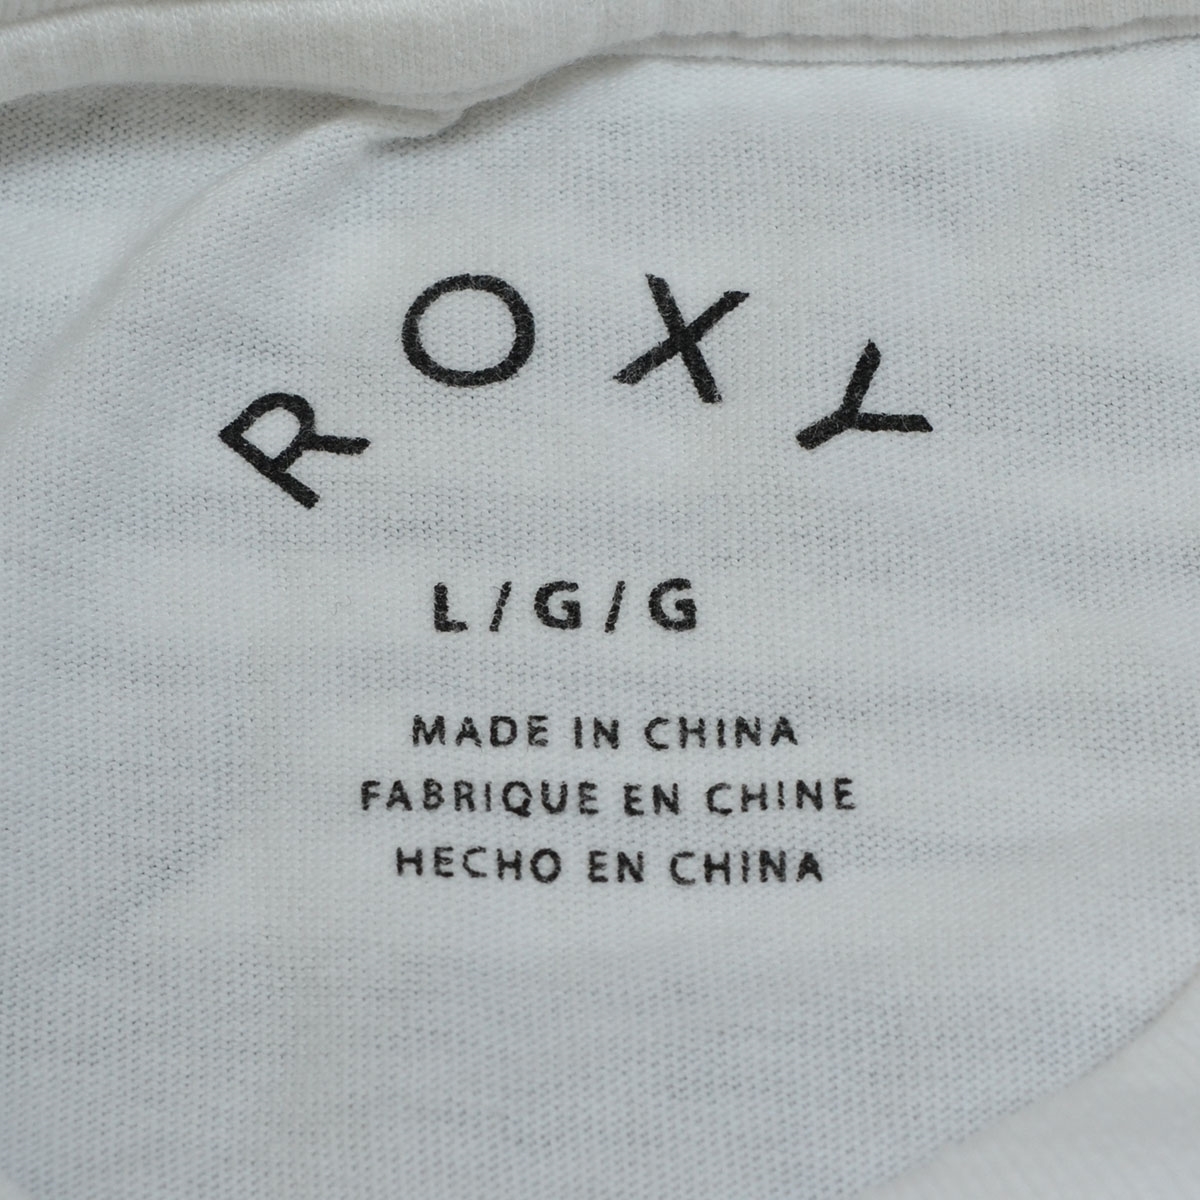 ROXY
L/G/G
MADE IN CHINA
FABRIQUE EN CHINE
HECHO EN CHINA